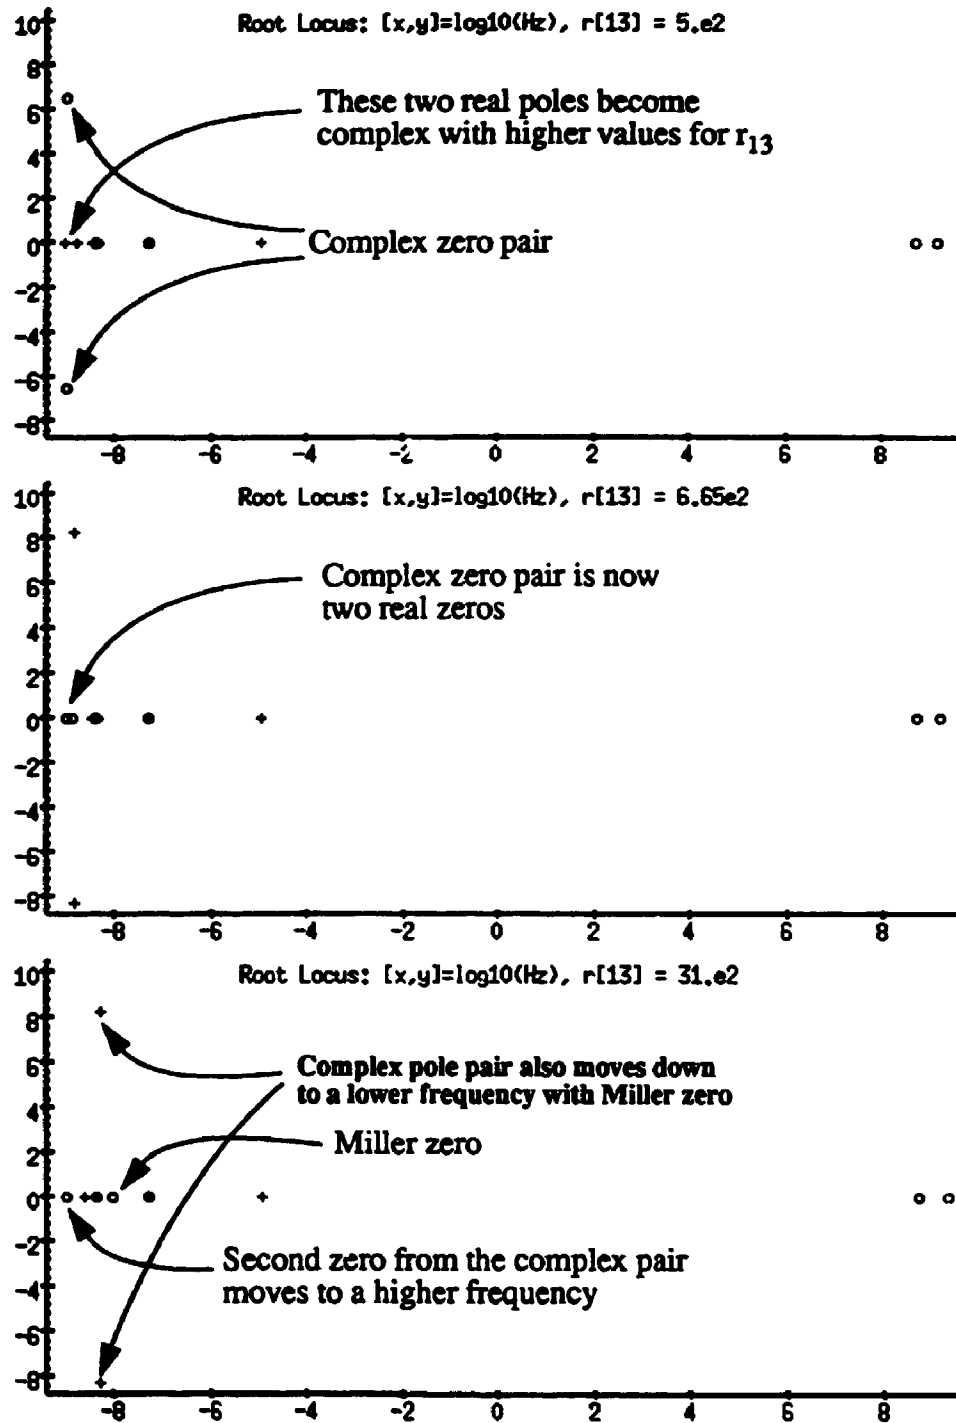 Root Locus: [x,y]=log10(Hz), r[13] = 5.e2
10
8
6
4
2
0
-2
-4
-6
-8
These two real poles become
complex with higher values for r13
Complex zero pair
-8 -6 -4 -2 0 2 4 6 8
Root Locus: [x,y]=log10(Hz), r[13] = 6.65e2
10
8
6
4
2
0
-2
-4
-6
-8
Complex zero pair is now
two real zeros
-8 -6 -4 -2 0 2 4 6 8
Root Locus: [x,y]=log10(Hz), r[13] = 31.e2
10
8
6
4
2
0
-2
-4
-6
-8
Complex pole pair also moves down
to a lower frequency with Miller zero
Miller zero
Second zero from the complex pair
moves to a higher frequency
-8 -6 -4 -2 0 2 4 6 8